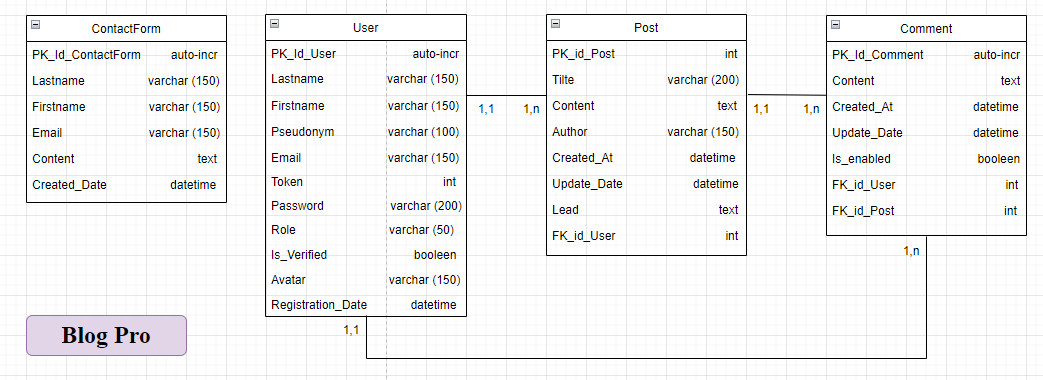 ContactForm
PK_Id_ContactForm auto-incr
Lastname varchar (150)
Firstname varchar (150)
Email varchar (150)
Content text
Created_Date datetime
User
PK_Id_User auto-incr
Lastname varchar (150)
Firstname varchar (150)
Pseudonym varchar (100)
Email varchar (150)
Token int
Password varchar (200)
Role varchar (50)
Is_Verified booleen
Avatar varchar (150)
Registration_Date datetime
1,1 1,n
Post
PK_id_Post int
Tilte varchar (200)
Content text
Author varchar (150)
Created_At datetime
Update_Date datetime
Lead text
FK_id_User int
1,1 1,n
Comment
PK_Id_Comment auto-incr
Content text
Created_At datetime
Update_Date datetime
Is_enabled booleen
FK_id_User int
FK_id_Post int
1,n
1,1
Blog Pro